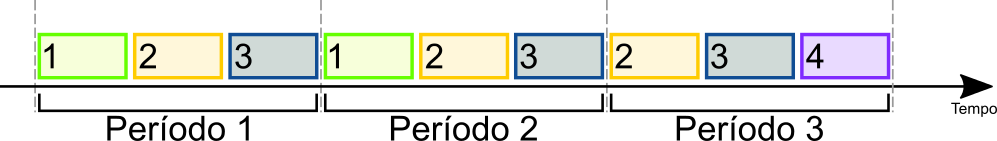 1 2 3 1 2 3 2 3 4
Tempo
Período 1 Período 2 Período 3